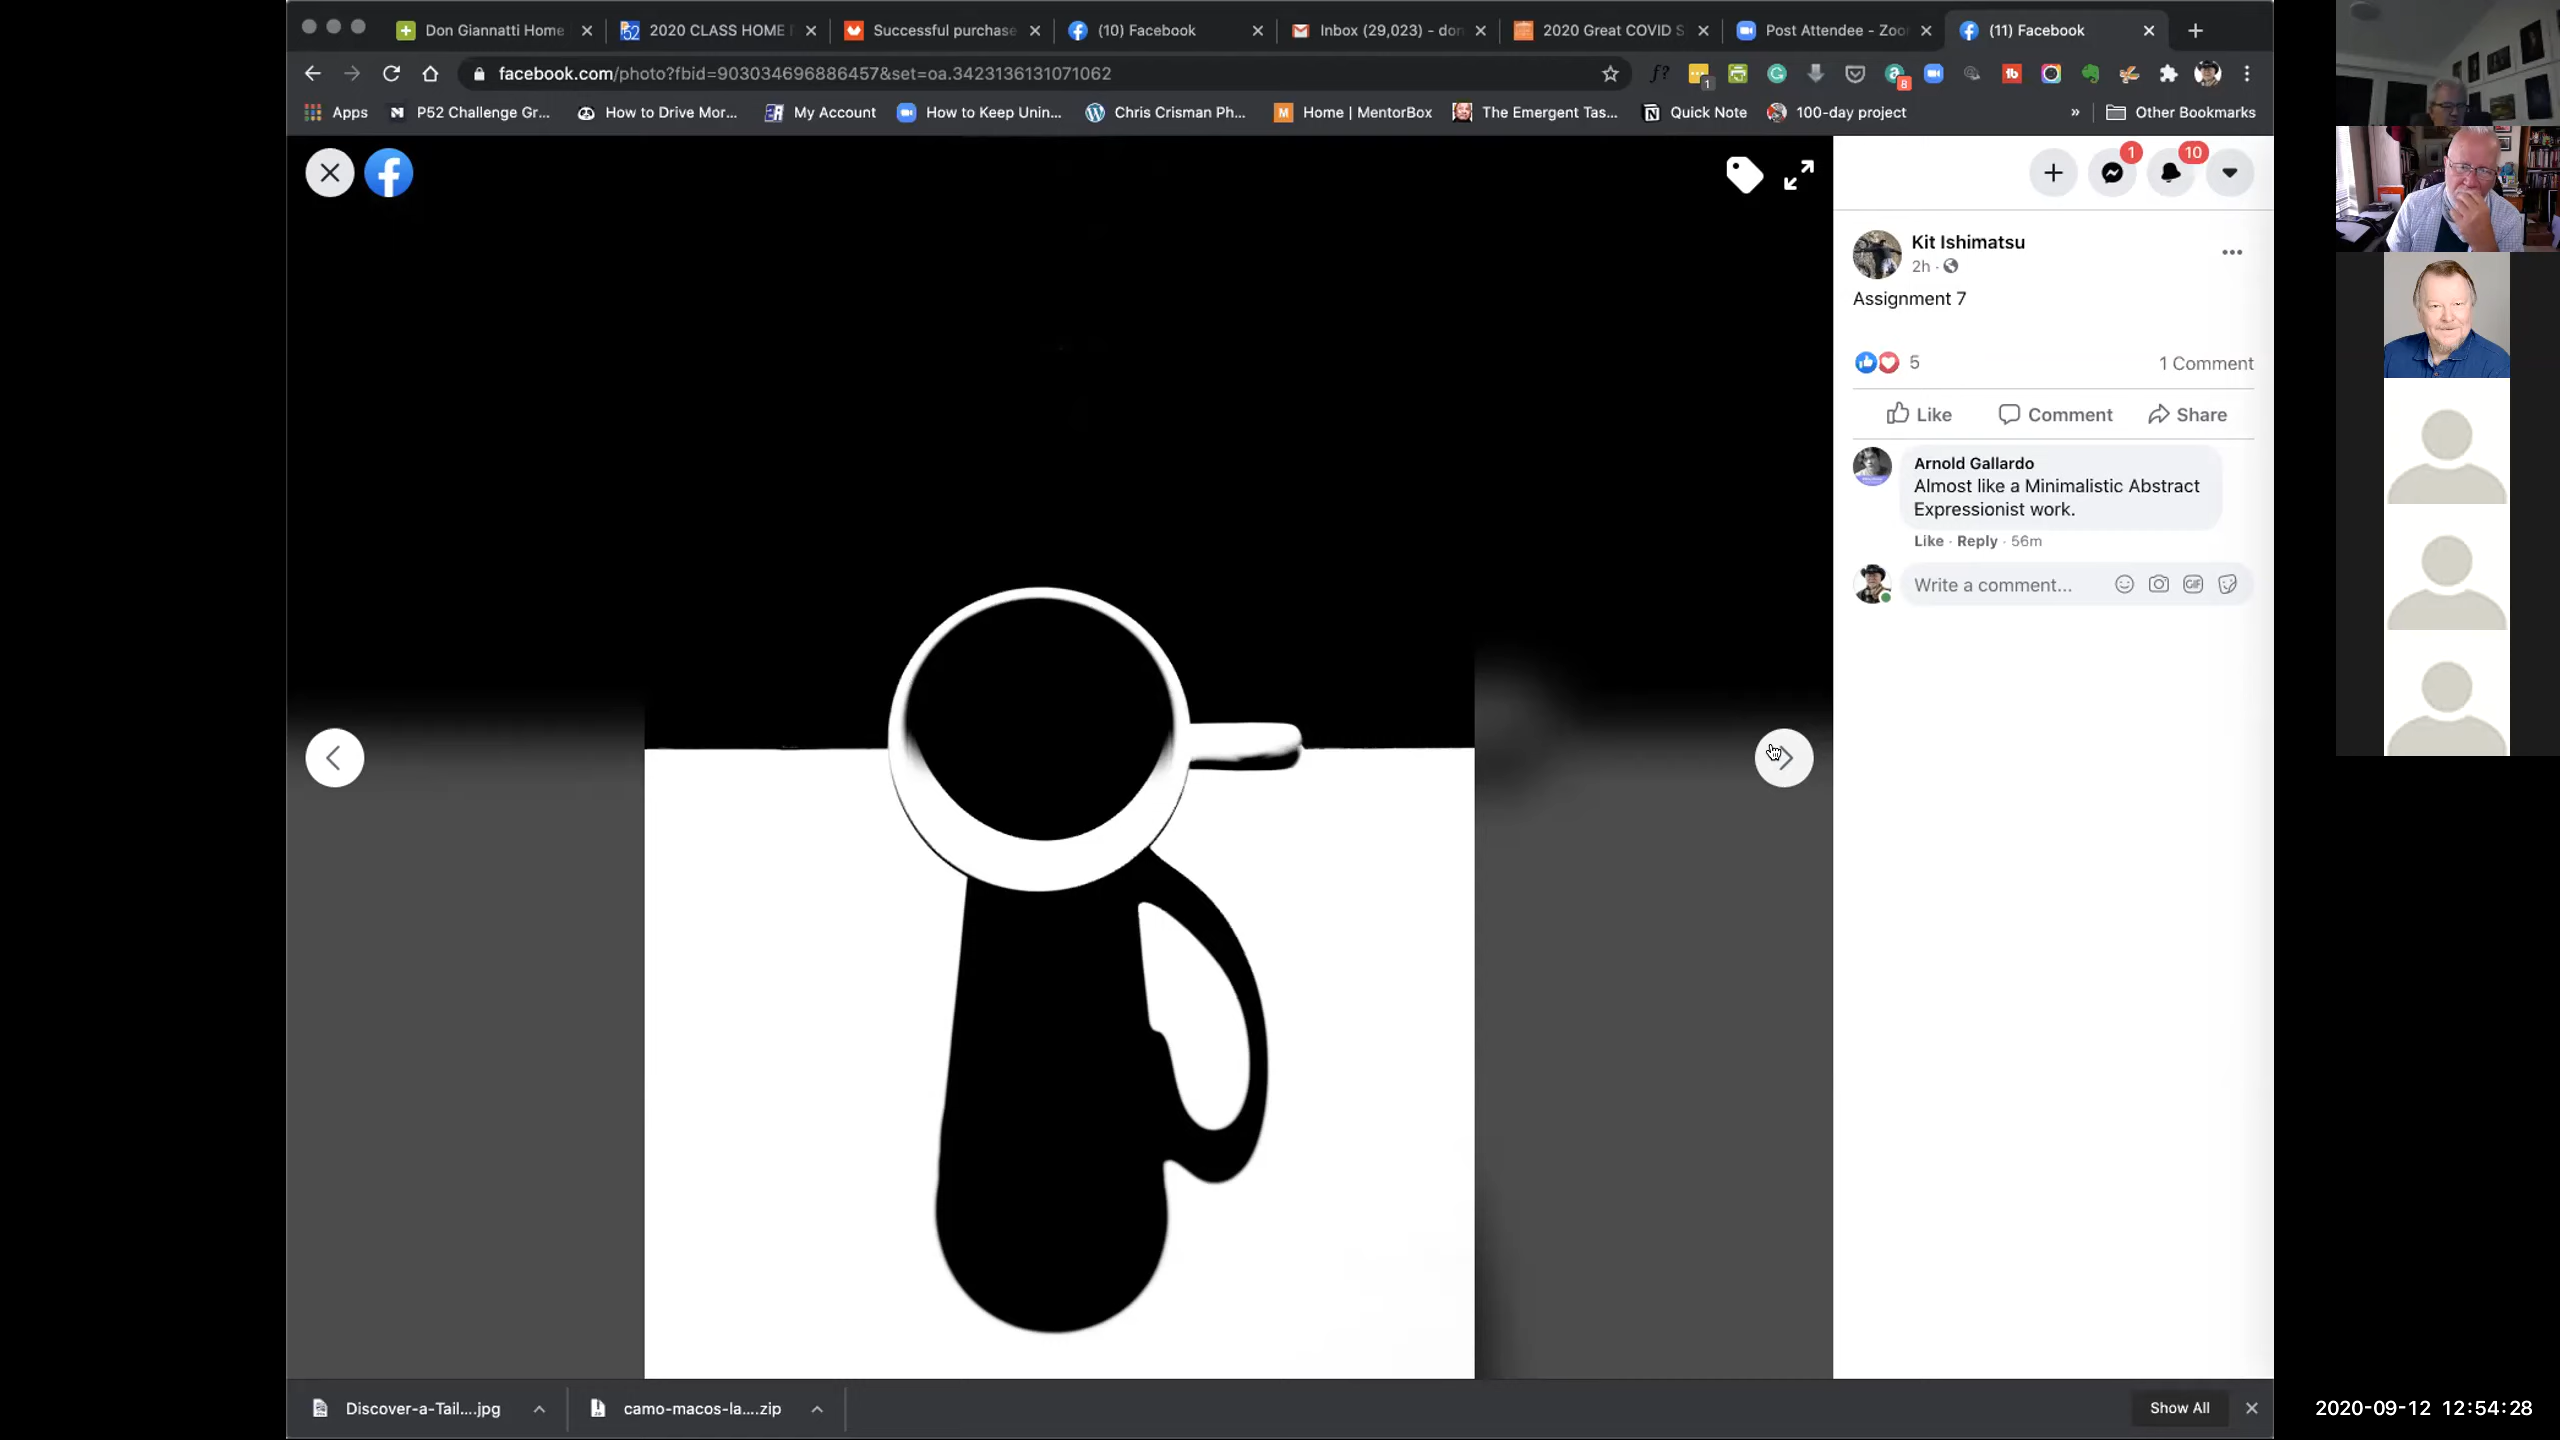 Don Giannatti Home
2020 CLASS HOME
Successful purchase
(10) Facebook
Inbox (29,023) - don
2020 Great COVID S
Post Attendee - Zoo
(11) Facebook
facebook.com/photo?fbid=903034696886457&set=oa.3423136131071062
f?
1
8
tb
Apps
P52 Challenge Gr...
How to Drive Mor...
My Account
How to Keep Unin...
Chris Crisman Ph...
Home | MentorBox
The Emergent Tas...
Quick Note
100-day project
»
Other Bookmarks
1
10
Kit Ishimatsu
2h ·
Assignment 7
5
1 Comment
Like
Comment
Share
Arnold Gallardo
Almost like a Minimalistic Abstract
Expressionist work.
Like · Reply · 56m
Write a comment...
GIF
Discover-a-Tail....jpg
camo-macos-la....zip
Show All
2020-09-12 12:54:28